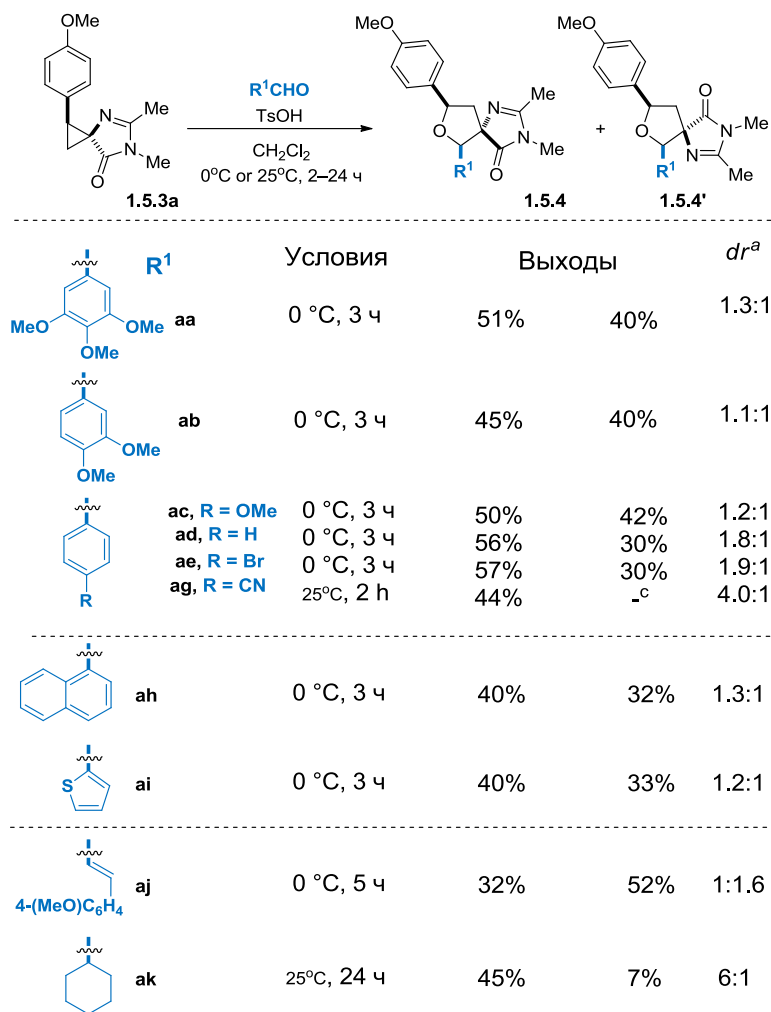 MeO
N
Me
NMe
O
1.5.3a
R¹CHO
TsOH
CH₂Cl₂
0°C or 25°C, 2–24 ч
MeO
N
Me
O
NMe
R¹
O
1.5.4
+
MeO
O
NMe
O
R¹
N
Me
1.5.4'
R¹
Условия
Выходы
drᵃ
MeO
OMe
OMe
aa
0 °C, 3 ч
51%
40%
1.3:1
OMe
OMe
ab
0 °C, 3 ч
45%
40%
1.1:1
R
ac, R = OMe
0 °C, 3 ч
50%
42%
1.2:1
ad, R = H
0 °C, 3 ч
56%
30%
1.8:1
ae, R = Br
0 °C, 3 ч
57%
30%
1.9:1
ag, R = CN
25°C, 2 h
44%
-ᶜ
4.0:1
ah
0 °C, 3 ч
40%
32%
1.3:1
S
ai
0 °C, 3 ч
40%
33%
1.2:1
4-(MeO)C₆H₄
aj
0 °C, 5 ч
32%
52%
1:1.6
ak
25°C, 24 ч
45%
7%
6:1